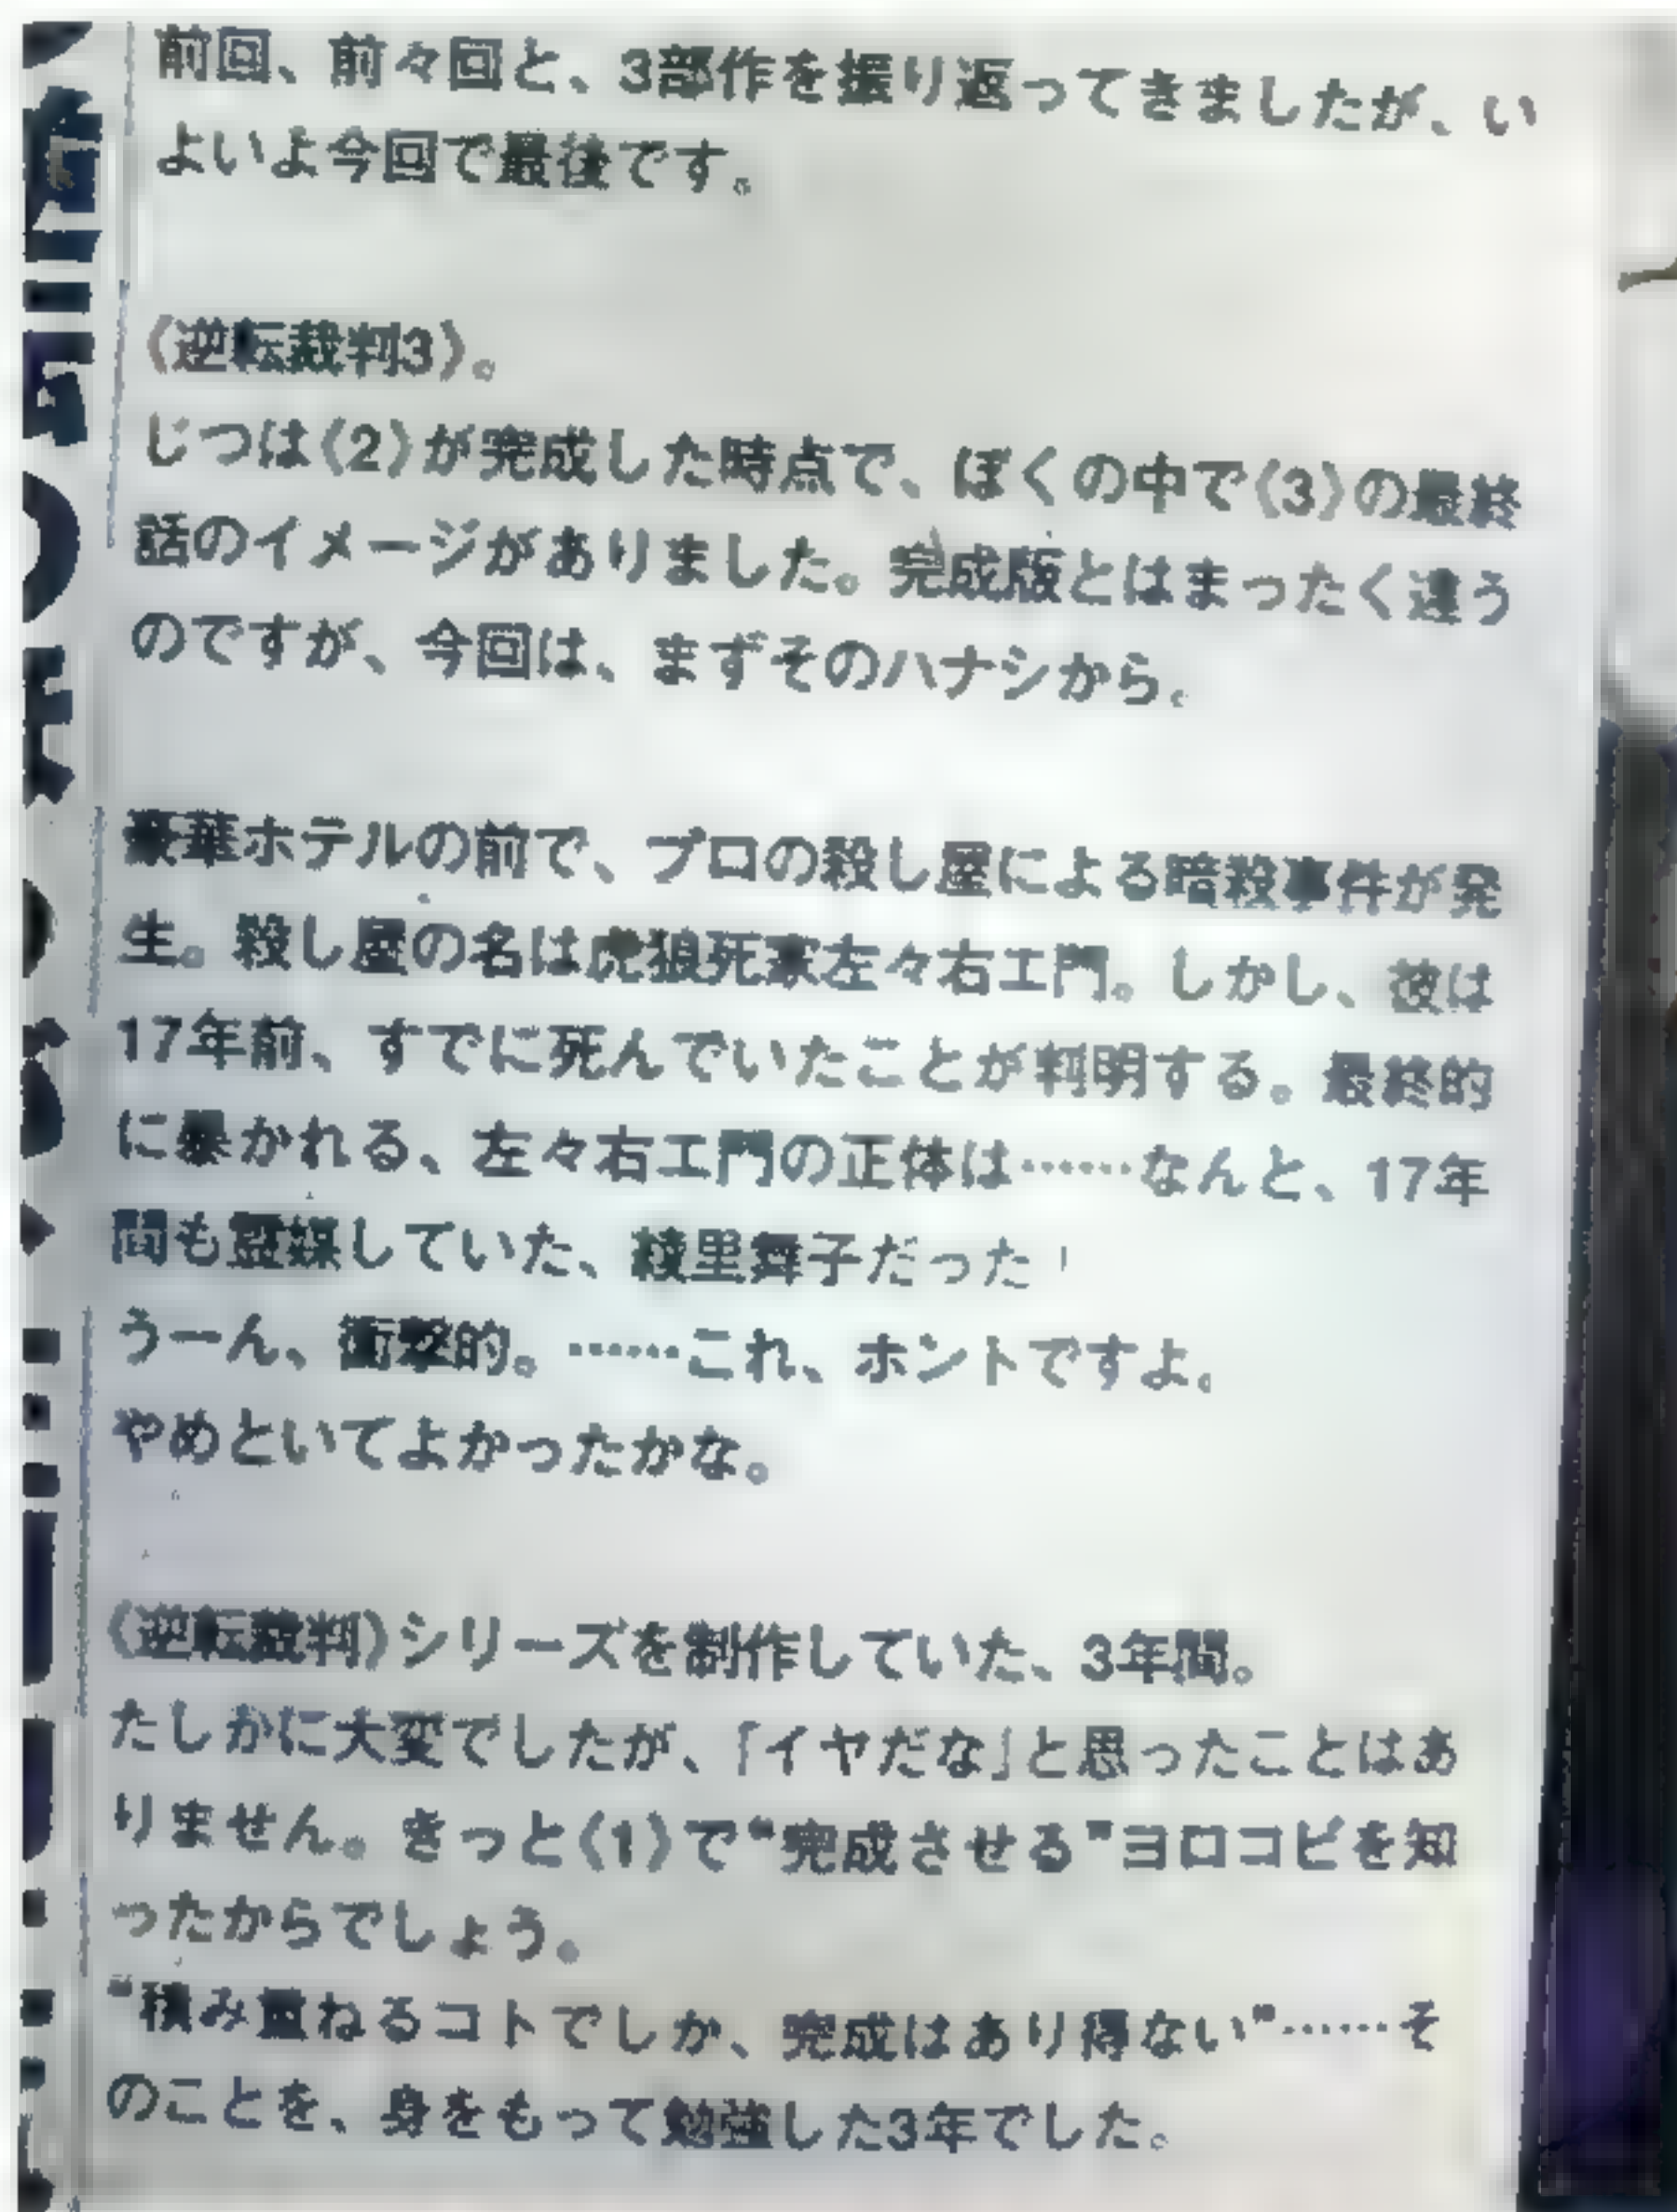 前回、前々回と、3部作を振り返ってきましたが、い
よいよ今回で最後です。
《逆転裁判3》。
じつは〈2〉が完成した時点で、ぼくの中で〈3〉の最終
話のイメージがありました。完成版とはまったく違う
のですが、今回は、まずそのハナシから。
豪華ホテルの前で、プロの殺し屋による暗殺事件が発
生。殺し屋の名は虎狼死家左々右エ門。しかし、彼は
17年前、すでに死んでいたことが判明する。最終的
に暴かれる、左々右エ門の正体は……なんと、17年
間も霊媒していた、綾里舞子だった!
うーん、衝撃的。……これ、ホントですよ。
やめといてよかったかな。
《逆転裁判》シリーズを制作していた、3年間。
たしかに大変でしたが、「イヤだな」と思ったことはあ
りません。きっと〈1〉で“完成させる”ヨロコビを知
ったからでしょう。
“積み重ねるコトでしか、完成はあり得ない”……そ
のことを、身をもって勉強した3年でした。